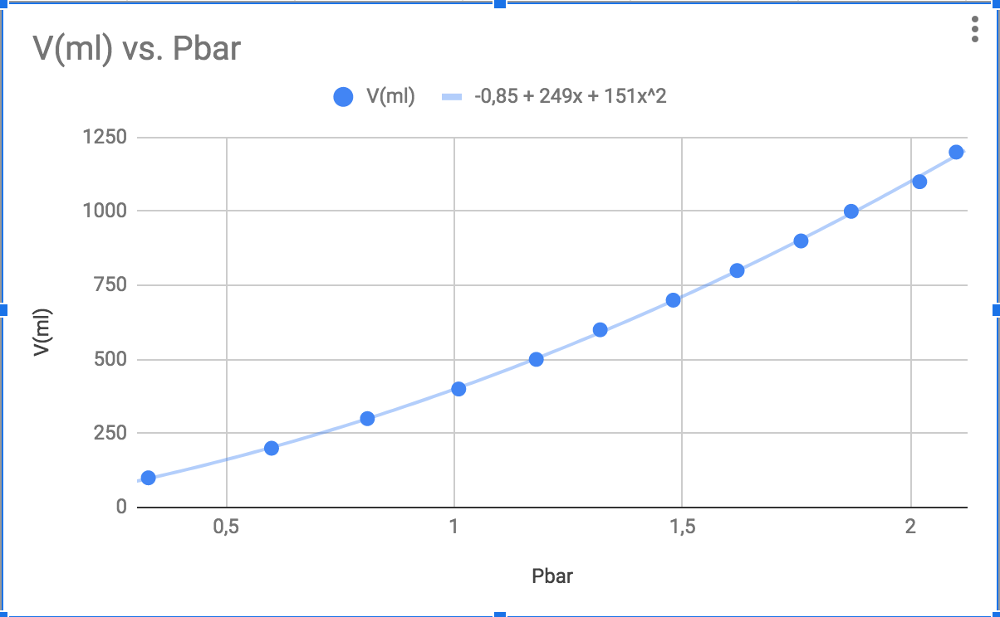 V(ml) vs. Pbar
V(ml) -0,85 + 249x + 151x^2
1250
1000
750
500
250
0
V(ml)
0,5 1 1,5 2
Pbar